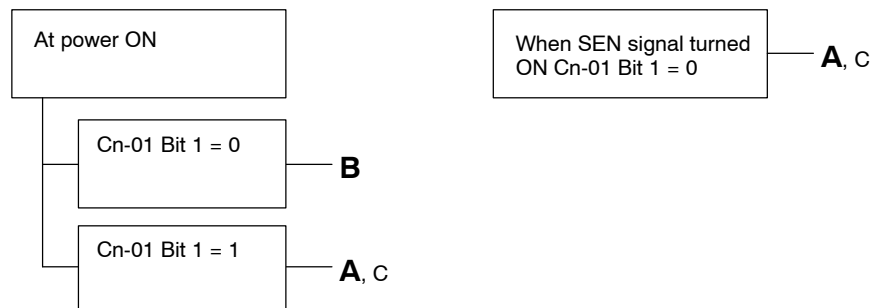 At power ON
Cn-01 Bit 1 = 0
B
Cn-01 Bit 1 = 1
A, C
When SEN signal turned
ON Cn-01 Bit 1 = 0
A, C